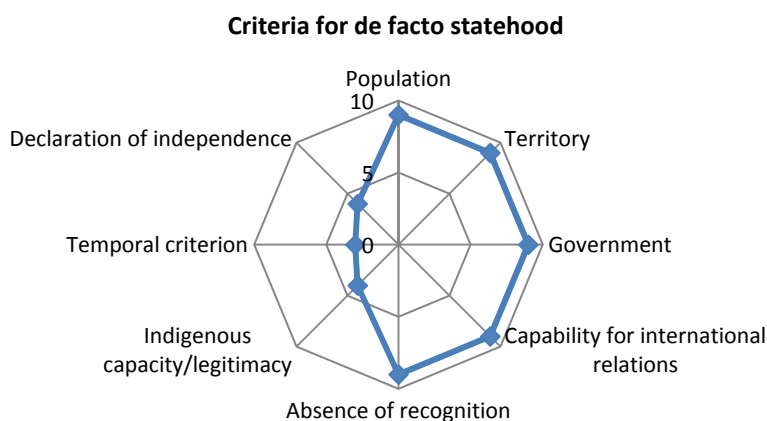 Criteria for de facto statehood
Population
10
Declaration of independence
Territory
5
Temporal criterion
0
Government
Indigenous
capacity/legitimacy
Capability for international
relations
Absence of recognition